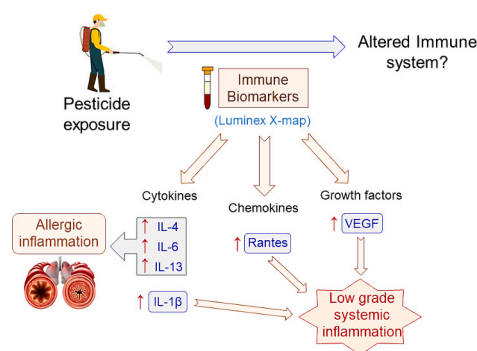 Altered Immune
system?
Pesticide
exposure
Immune
Biomarkers
(Luminex X-map)
Cytokines
Chemokines
Growth factors
Allergic
inflammation
↑ IL-4
↑ IL-6
↑ IL-13
↑ IL-1β
↑ Rantes
↑ VEGF
Low grade
systemic
inflammation